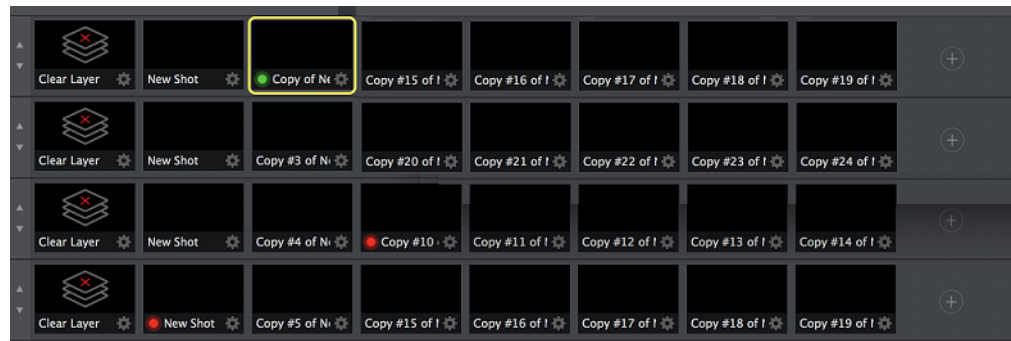 Clear Layer New Shot Copy of Ne Copy #15 of Copy #16 of Copy #17 of Copy #18 of Copy #19 of
Clear Layer New Shot Copy #3 of Ne Copy #20 of Copy #21 of Copy #22 of Copy #23 of Copy #24 of
Clear Layer New Shot Copy #4 of Ne Copy #10 Copy #11 of Copy #12 of Copy #13 of Copy #14 of
Clear Layer New Shot Copy #5 of Ne Copy #15 of Copy #16 of Copy #17 of Copy #18 of Copy #19 of